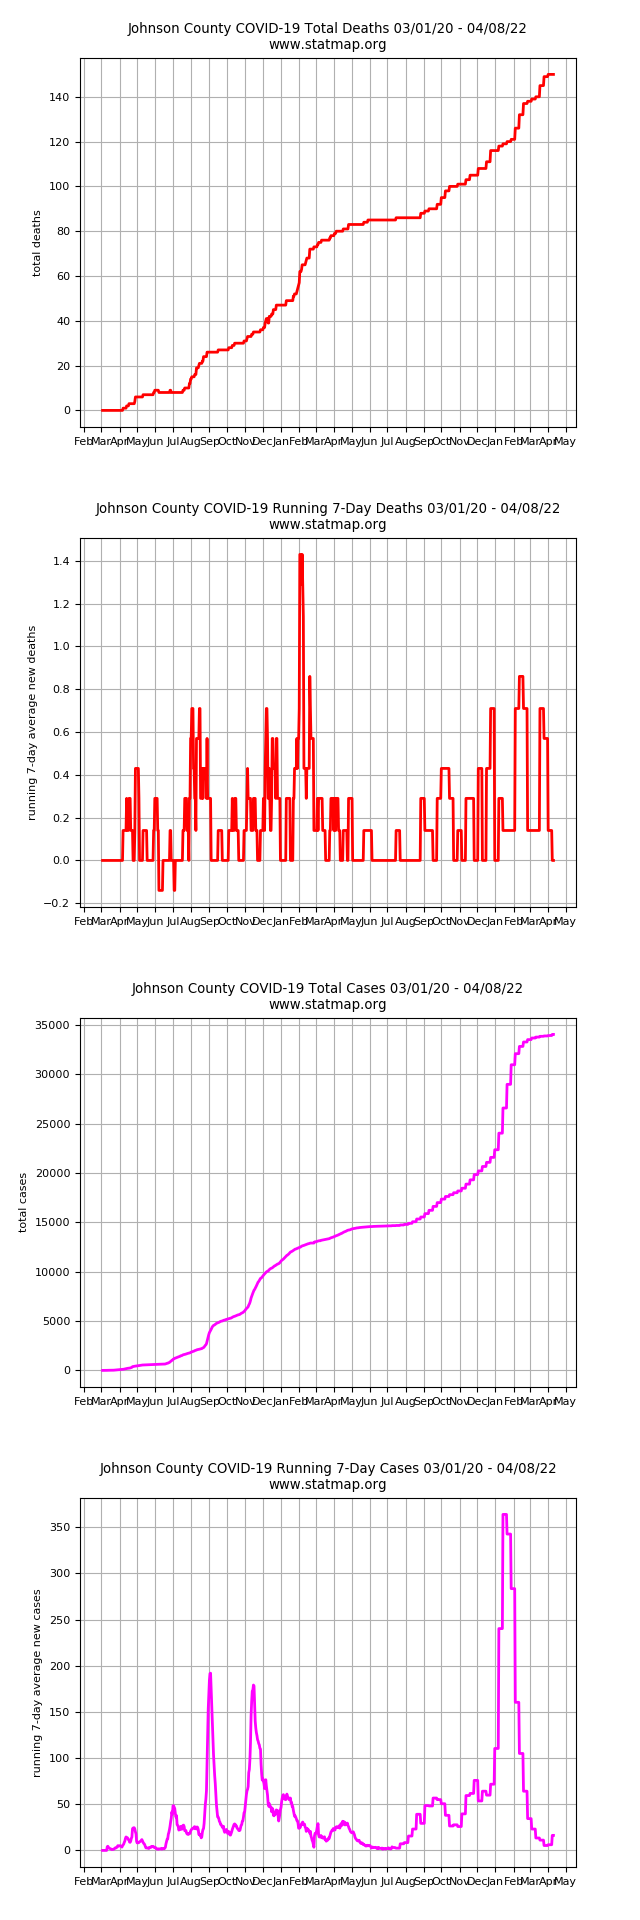 Johnson County COVID-19 Total Deaths 03/01/20 - 04/08/22
www.statmap.org
140
120
100
80
60
40
20
0
total deaths
Feb Mar Apr May Jun Jul Aug Sep Oct Nov Dec Jan Feb Mar Apr May Jun Jul Aug Sep Oct Nov Dec Jan Feb Mar Apr May
Johnson County COVID-19 Running 7-Day Deaths 03/01/20 - 04/08/22
www.statmap.org
1.4
1.2
1.0
0.8
0.6
0.4
0.2
0.0
−0.2
running 7-day average new deaths
Feb Mar Apr May Jun Jul Aug Sep Oct Nov Dec Jan Feb Mar Apr May Jun Jul Aug Sep Oct Nov Dec Jan Feb Mar Apr May
Johnson County COVID-19 Total Cases 03/01/20 - 04/08/22
www.statmap.org
35000
30000
25000
20000
15000
10000
5000
0
total cases
Feb Mar Apr May Jun Jul Aug Sep Oct Nov Dec Jan Feb Mar Apr May Jun Jul Aug Sep Oct Nov Dec Jan Feb Mar Apr May
Johnson County COVID-19 Running 7-Day Cases 03/01/20 - 04/08/22
www.statmap.org
350
300
250
200
150
100
50
0
running 7-day average new cases
Feb Mar Apr May Jun Jul Aug Sep Oct Nov Dec Jan Feb Mar Apr May Jun Jul Aug Sep Oct Nov Dec Jan Feb Mar Apr May